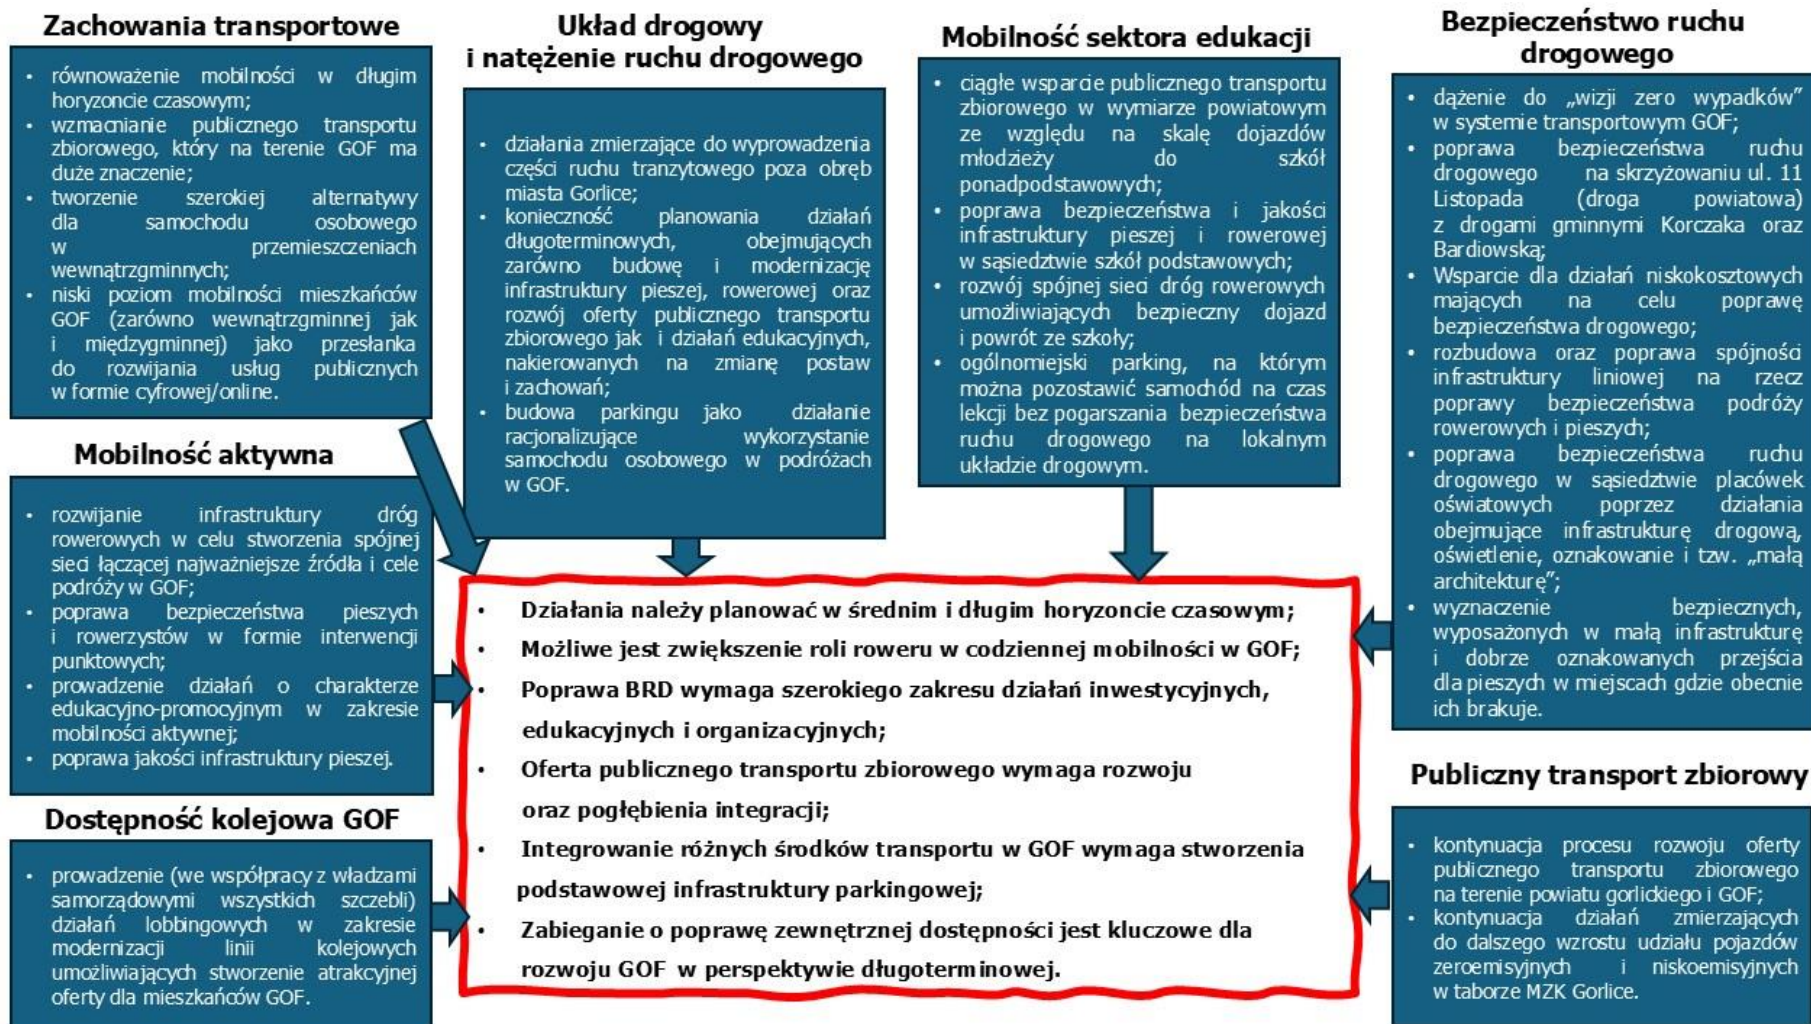 Zachowania transportowe
• równoważenie mobilności w długim
horyzoncie czasowym;
• wzmacnianie publicznego transportu
zbiorowego, który na terenie GOF ma
duże znaczenie;
• tworzenie szerokiej alternatywy
dla samochodu osobowego
w przemieszczeniach
wewnątrzgminnych;
• niski poziom mobilności mieszkańców
GOF (zarówno wewnątrzgminnej jak
i międzygminnej) jako przesłanka
do rozwijania usług publicznych
w formie cyfrowej/online.
Mobilność aktywna
• rozwijanie infrastruktury dróg
rowerowych w celu stworzenia spójnej
sieci łączącej najważniejsze źródła i cele
podróży w GOF;
• poprawa bezpieczeństwa pieszych
i rowerzystów w formie interwencji
punktowych;
• prowadzenie działań o charakterze
edukacyjno-promocyjnym w zakresie
mobilności aktywnej;
• poprawa jakości infrastruktury pieszej.
Dostępność kolejowa GOF
• prowadzenie (we współpracy z władzami
samorządowymi wszystkich szczebli)
działań lobbingowych w zakresie
modernizacji linii kolejowych
umożliwiających stworzenie atrakcyjnej
oferty dla mieszkańców GOF.
Układ drogowy
i natężenie ruchu drogowego
• działania zmierzające do wyprowadzenia
części ruchu tranzytowego poza obręb
miasta Gorlice;
• konieczność planowania działań
długoterminowych, obejmujących
zarówno budowę i modernizację
infrastruktury pieszej, rowerowej oraz
rozwój oferty publicznego transportu
zbiorowego jak i działań edukacyjnych,
nakierowanych na zmianę postaw
i zachowań;
• budowa parkingu jako działanie
racjonalizujące wykorzystanie
samochodu osobowego w podróżach
w GOF.
Mobilność sektora edukacji
• ciągłe wsparcie publicznego transportu
zbiorowego w wymiarze powiatowym
ze względu na skalę dojazdów
młodzieży do szkół
ponadpodstawowych;
• poprawa bezpieczeństwa i jakości
infrastruktury pieszej i rowerowej
w sąsiedztwie szkół podstawowych;
• rozwój spójnej sieci dróg rowerowych
umożliwiających bezpieczny dojazd
i powrót ze szkoły;
• ogólnomiejski parking, na którym
można pozostawić samochód na czas
lekcji bez pogarszania bezpieczeństwa
ruchu drogowego na lokalnym
układzie drogowym.
• Działania należy planować w średnim i długim horyzoncie czasowym;
• Możliwe jest zwiększenie roli roweru w codziennej mobilności w GOF;
• Poprawa BRD wymaga szerokiego zakresu działań inwestycyjnych,
edukacyjnych i organizacyjnych;
• Oferta publicznego transportu zbiorowego wymaga rozwoju
oraz pogłębienia integracji;
• Integrowanie różnych środków transportu w GOF wymaga stworzenia
podstawowej infrastruktury parkingowej;
• Zabieganie o poprawę zewnętrznej dostępności jest kluczowe dla
rozwoju GOF w perspektywie długoterminowej.
Bezpieczeństwo ruchu
drogowego
• dążenie do „wizji zero wypadków”
w systemie transportowym GOF;
• poprawa bezpieczeństwa ruchu
drogowego na skrzyżowaniu ul. 11
Listopada (droga powiatowa)
z drogami gminnymi Korczaka oraz
Bardiowską;
• Wsparcie dla działań niskokosztowych
mających na celu poprawę
bezpieczeństwa drogowego;
• rozbudowa oraz poprawa spójności
infrastruktury liniowej na rzecz
poprawy bezpieczeństwa podróży
rowerowych i pieszych;
• poprawa bezpieczeństwa ruchu
drogowego w sąsiedztwie placówek
oświatowych poprzez działania
obejmujące infrastrukturę drogową,
oświetlenie, oznakowanie i tzw. „małą
architekturę”;
• wyznaczenie bezpiecznych,
wyposażonych w małą infrastrukturę
i dobrze oznakowanych przejścia
dla pieszych w miejscach gdzie obecnie
ich brakuje.
Publiczny transport zbiorowy
• kontynuacja procesu rozwoju oferty
publicznego transportu zbiorowego
na terenie powiatu gorlickiego i GOF;
• kontynuacja działań zmierzających
do dalszego wzrostu udziału pojazdów
zeroemisyjnych i niskoemisyjnych
w taborze MZK Gorlice.